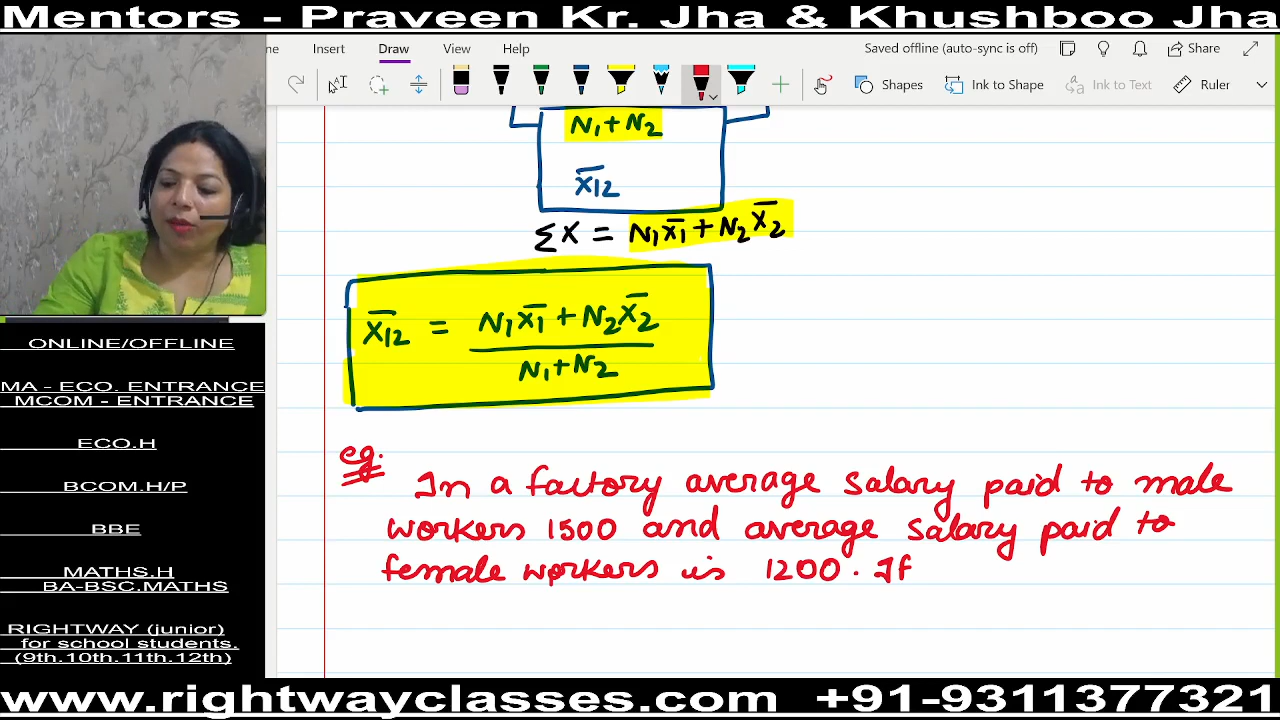 Mentors - Praveen Kr. Jha & Khushboo Jha
Insert Draw View Help
Saved offline (auto-sync is off) Share
Shapes Ink to Shape Ink to Text Ruler
N1+N2
X̄12
∑X = N1X̄1 + N2X̄2
X̄12 = N1X̄1 + N2X̄2
N1+N2
eg.
In a factory average salary paid to male
workers 1500 and average salary paid to
female workers is 1200. If
ONLINE/OFFLINE
MA - ECO. ENTRANCE
MCOM - ENTRANCE
ECO.H
BCOM.H/P
BBE
MATHS.H
BA-BSC.MATHS
RIGHTWAY (junior)
for school students.
(9th.10th.11th.12th)
www.rightwayclasses.com +91-9311377321